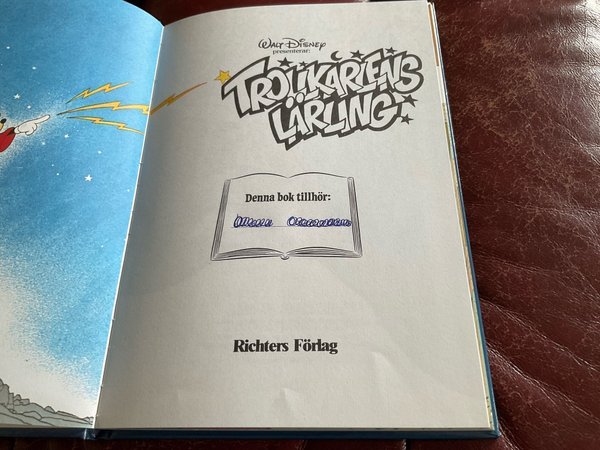 WALT DISNEY
presenterar:
TROLLKARLENS
LÄRLING
Denna bok tillhör:
Richters Förlag